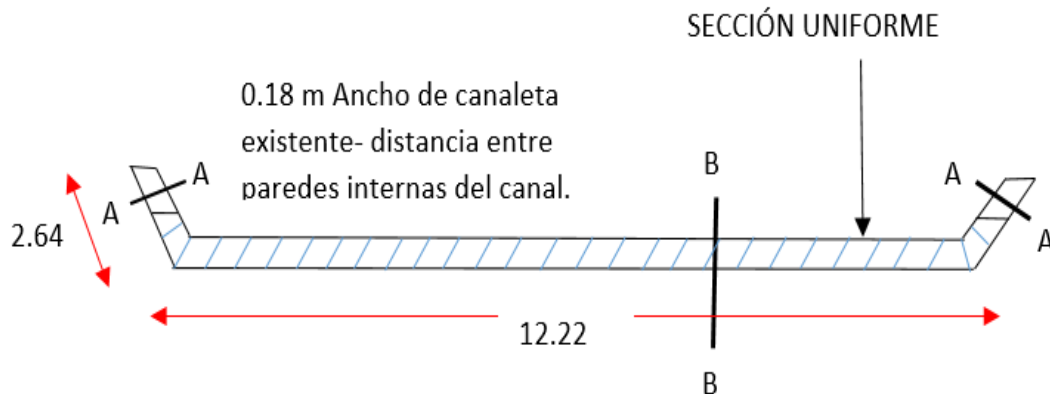 SECCIÓN UNIFORME
0.18 m Ancho de canaleta
existente- distancia entre
paredes internas del canal.
A
A
B
A
A
2.64
12.22
B